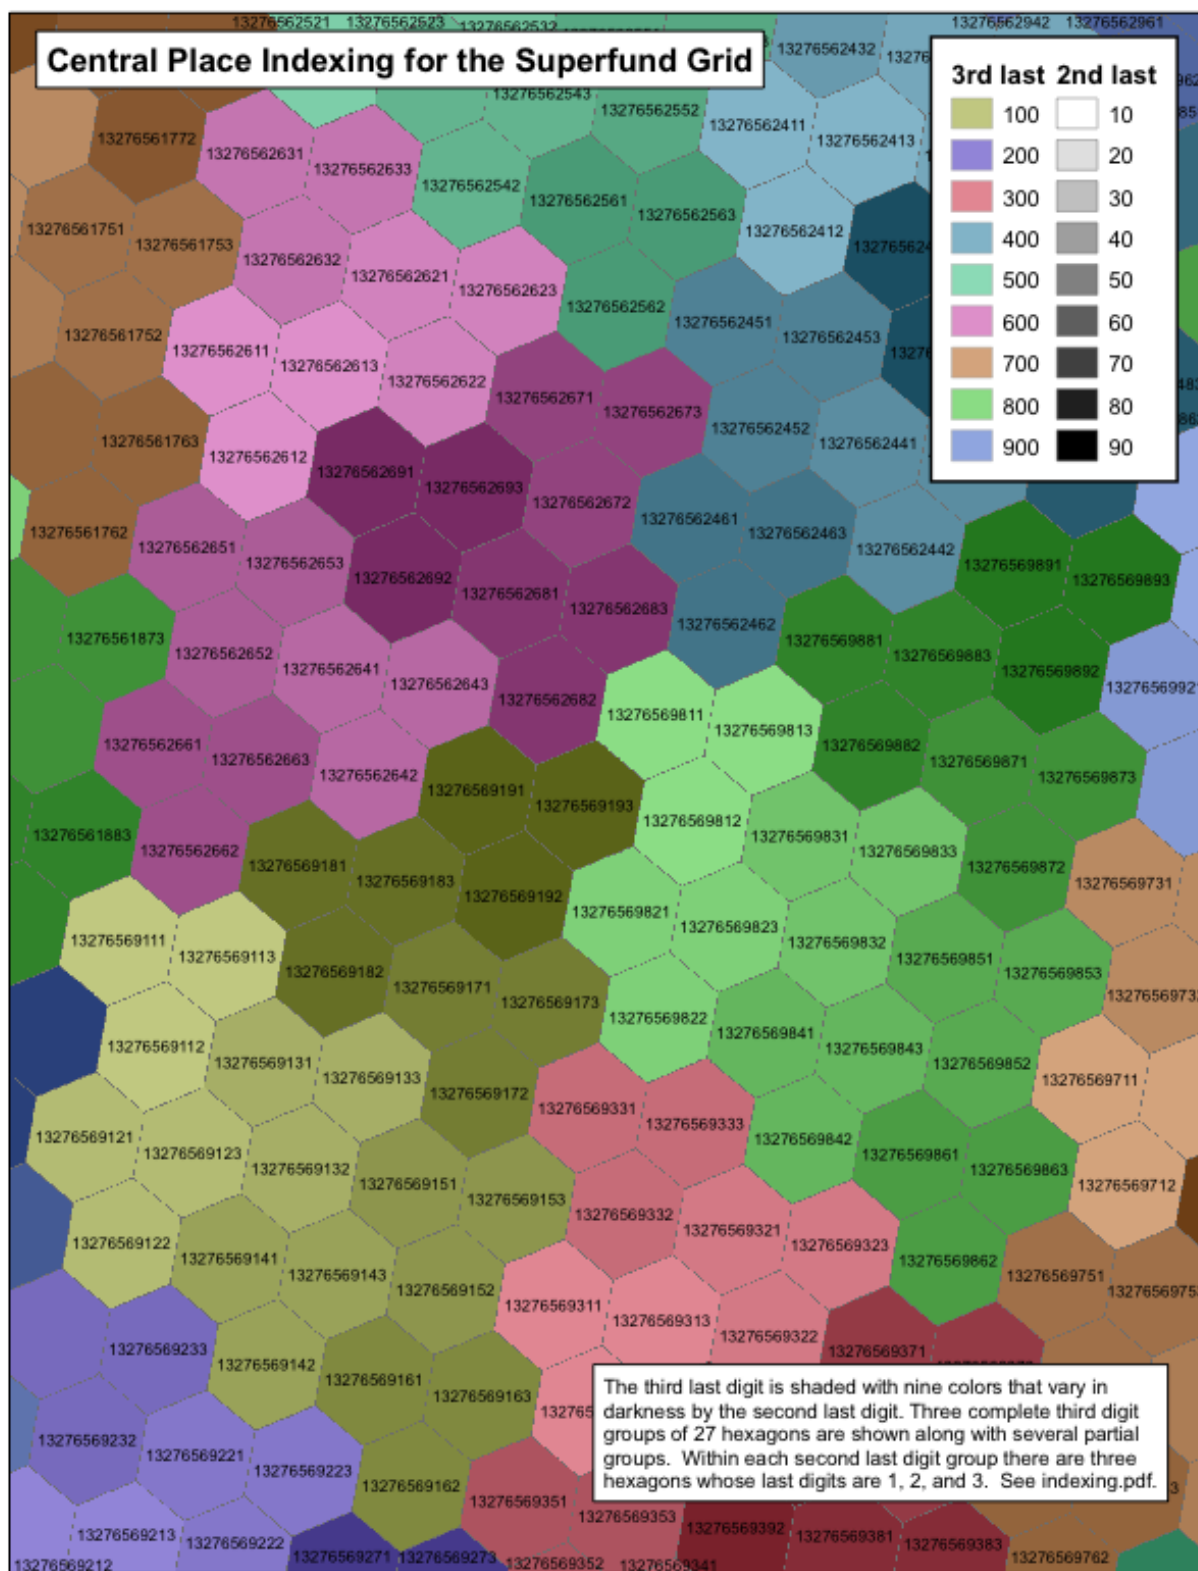 13276562521 13276562523 13276562532 13276562942 13276562961
13276562432
Central Place Indexing for the Superfund Grid
3rd last 2nd last
100 10
200 20
300 30
400 40
500 50
600 60
700 70
800 80
900 90
13276562543 13276562552 13276562411 13276562413
13276561772 13276562631 13276562633 13276562542 13276562561 13276562563 13276562412
13276561751 13276561753 13276562632 13276562621 13276562623 13276562562 13276562451 13276562453
13276561752 13276562611 13276562613 13276562622 13276562671 13276562673 13276562452 13276562441
13276561763 13276562612 13276562691 13276562693 13276562672 13276562461 13276562463 13276562442 13276569891 13276569893
13276561762 13276562651 13276562653 13276562692 13276562681 13276562683 13276562462 13276569881 13276569883 13276569892 1327656992
13276561873 13276562652 13276562641 13276562643 13276562682 13276569811 13276569813 13276569882 13276569871 13276569873
13276562661 13276562663 13276562642 13276569191 13276569193 13276569812 13276569831 13276569833 13276569872 13276569731
13276561883 13276562662 13276569181 13276569183 13276569192 13276569821 13276569823 13276569832 13276569851 13276569853 1327656973
13276569111 13276569113 13276569182 13276569171 13276569173 13276569822 13276569841 13276569843 13276569852 13276569711
13276569112 13276569131 13276569133 13276569172 13276569331 13276569333 13276569842 13276569861 13276569863 13276569712
13276569121 13276569123 13276569132 13276569151 13276569153 13276569332 13276569321 13276569323 13276569862 13276569751 1327656975
13276569122 13276569141 13276569143 13276569152 13276569311 13276569313 13276569322 13276569371
13276569233 13276569142 13276569161 13276569163 132765
The third last digit is shaded with nine colors that vary in
darkness by the second last digit. Three complete third digit
groups of 27 hexagons are shown along with several partial
groups. Within each second last digit group there are three
hexagons whose last digits are 1, 2, and 3. See indexing.pdf.
13276569232 13276569221 13276569223 13276569162 13276569351 13276569353 13276569392 13276569381 13276569383 13276569762
13276569213 13276569222 13276569271 13276569273 13276569352 13276569341
13276569212